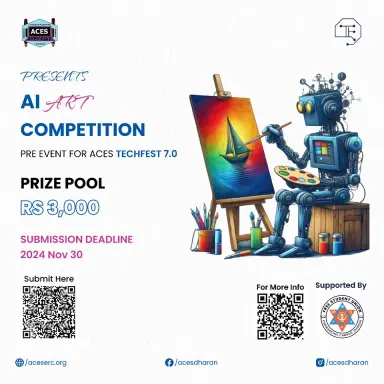 ACES
PRESENTS
AI ART
COMPETITION
PRE EVENT FOR ACES TECHFEST 7.0
PRIZE POOL
RS 3,000
SUBMISSION DEADLINE
2024 Nov 30
Submit Here
For More Info
Supported By
/aceserc.org
/acesdharan
/acesdharan